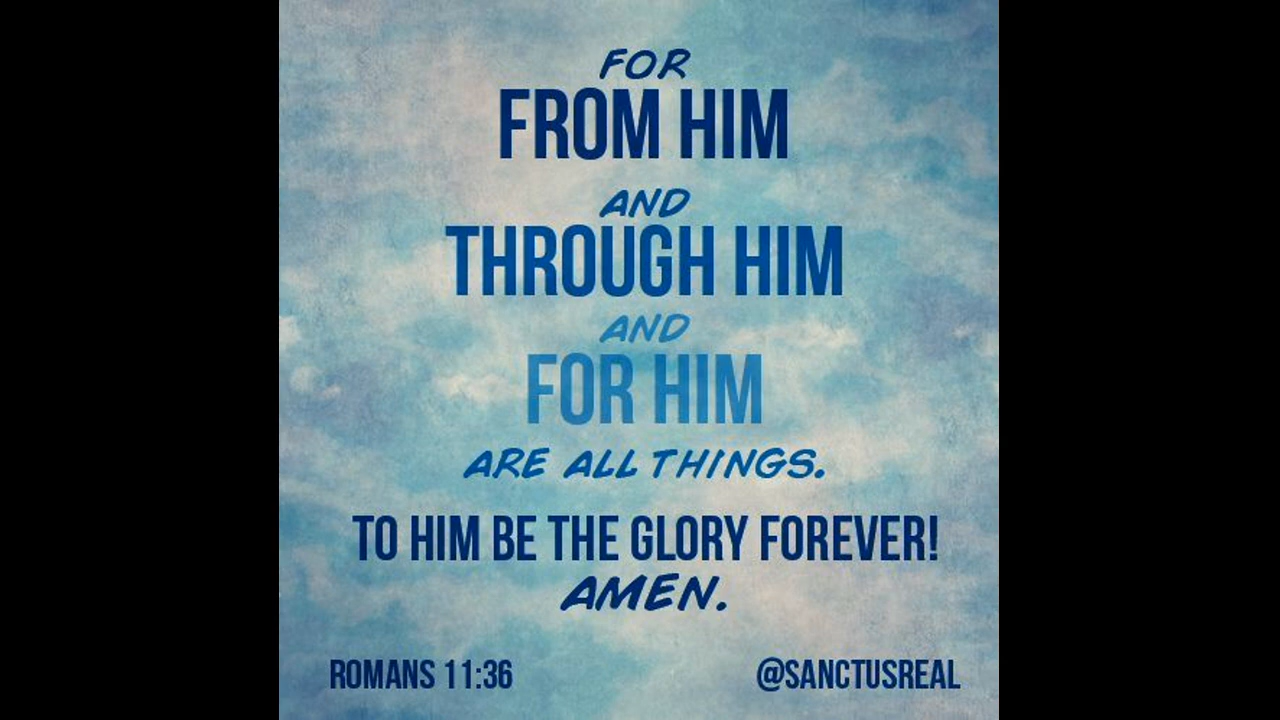 FOR
FROM HIM
AND
THROUGH HIM
AND
FOR HIM
ARE ALL THINGS.
TO HIM BE THE GLORY FOREVER!
AMEN.
ROMANS 11:36
@SANCTUSREAL